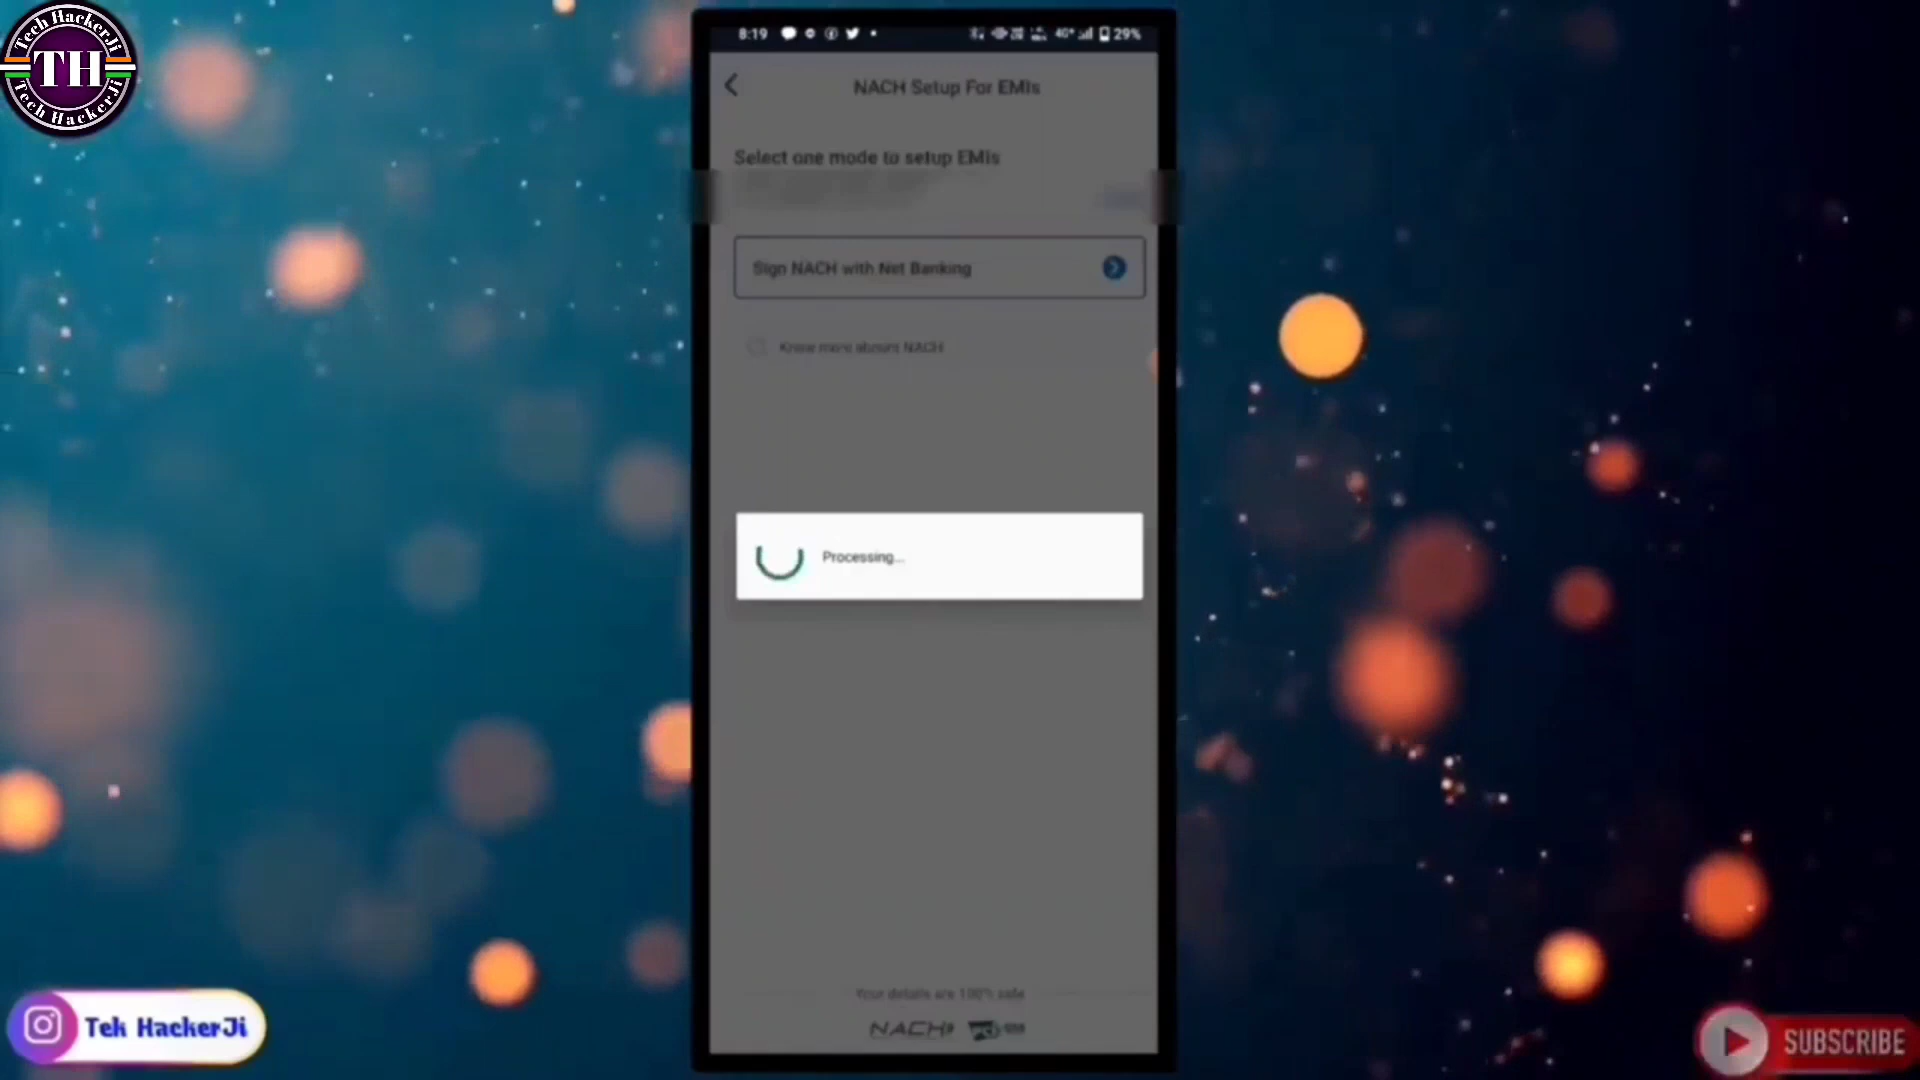 Tech HackerJi
TH
Tech HackerJi
8:19
4G+
29%
NACH Setup For EMIs
Select one mode to setup EMIs
Sign NACH with Net Banking
Know more about NACH
Processing...
Your details are 100% safe
NACH
Tek HackerJi
SUBSCRIBE